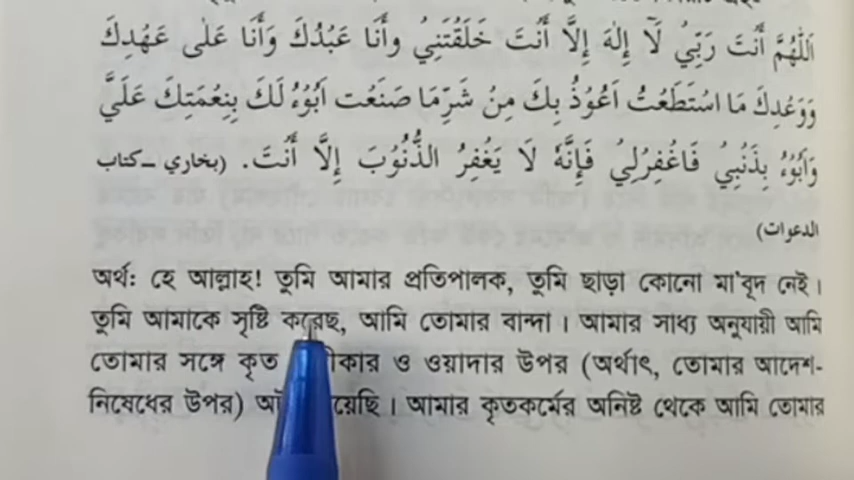 اَللّٰهُمَّ أَنْتَ رَبِّيْ لَآ إِلٰهَ إِلَّا أَنْتَ خَلَقْتَنِيْ وأَنَا عَبْدُكَ وَأَنَا عَلٰى عَهْدِكَ
وَوَعْدِكَ مَا اسْتَطَعْتُ اَعُوْذُ بِكَ مِنْ شَرِّمَا صَنَعْت اَبُوْءُ لَكَ بِنِعْمَتِكَ عَلَيَّ
وَاَبُوْءُ بِذَنْبِيْ فَاغْفِرْلِيْ فَإِنَّهٗ لَا يَغْفِرُ الذُّنُوْبَ إِلَّا أَنْتَ. (بخاري –كتاب
الدعوات)
অর্থঃ হে আল্লাহ! তুমি আমার প্রতিপালক, তুমি ছাড়া কোনো মা'বূদ নেই।
তুমি আমাকে সৃষ্টি করেছ, আমি তোমার বান্দা। আমার সাধ্য অনুযায়ী আমি
তোমার সঙ্গে কৃত ও ওয়াদার উপর (অর্থাৎ, তোমার আদেশ-
নিষেধের উপর) আমার কৃতকর্মের অনিষ্ট থেকে আমি তোমার